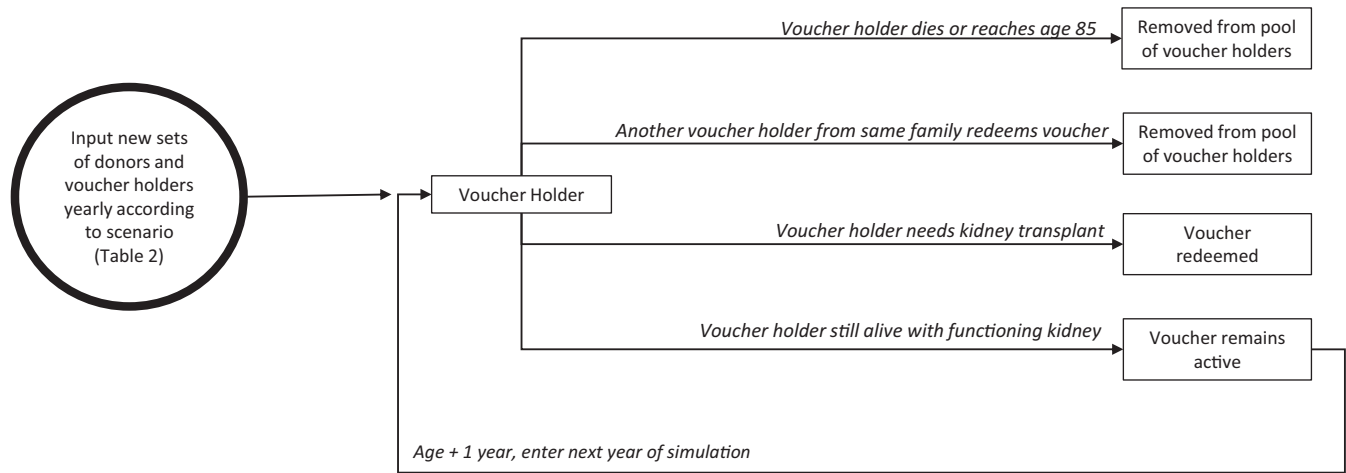 Input new sets
of donors and
voucher holders
yearly according
to scenario
(Table 2)
Voucher Holder
Voucher holder dies or reaches age 85
Removed from pool
of voucher holders
Another voucher holder from same family redeems voucher
Removed from pool
of voucher holders
Voucher holder needs kidney transplant
Voucher
redeemed
Voucher holder still alive with functioning kidney
Voucher remains
active
Age + 1 year, enter next year of simulation